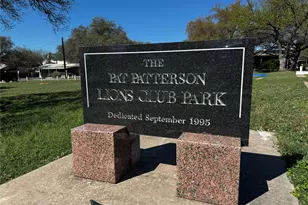 THE
PAT PATTERSON
LIONS CLUB PARK
Dedicated September 1995